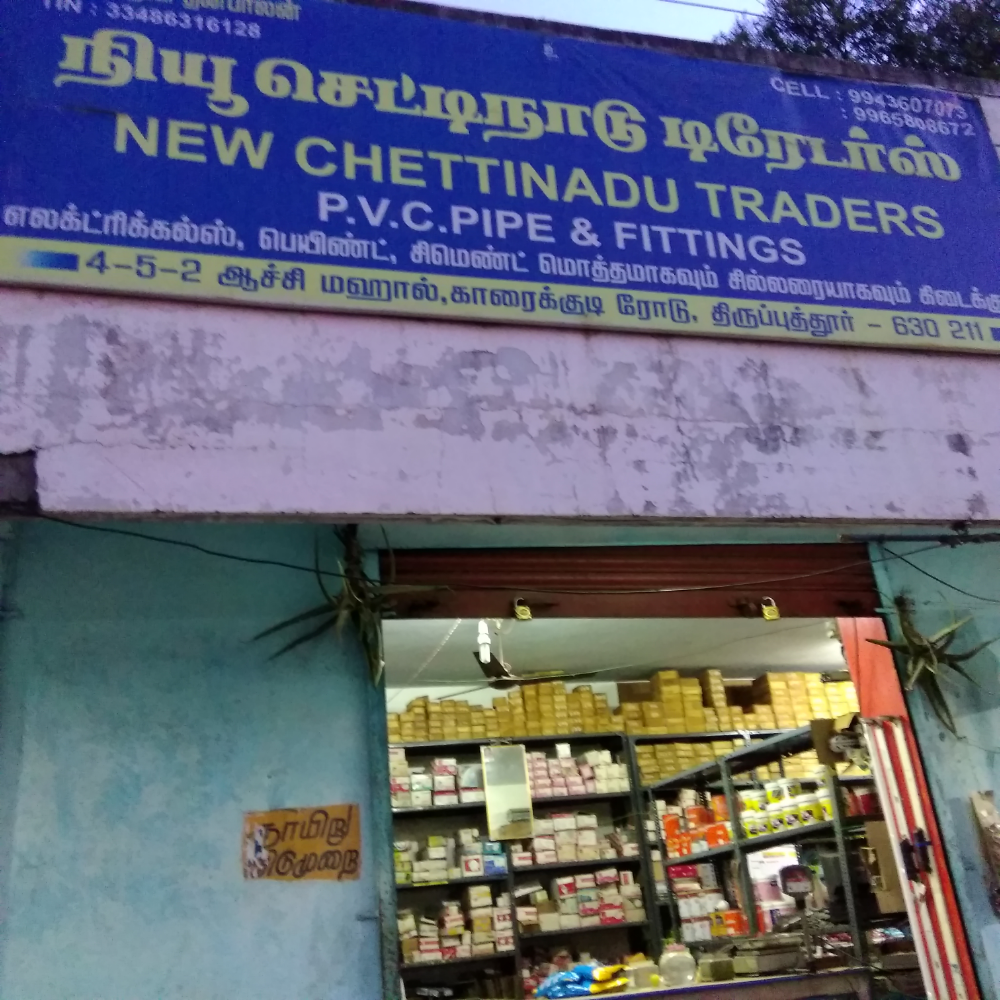 TIN : 33486316128
CELL : 9943607073
: 9965808672
நியூ செட்டிநாடு டிரேடர்ஸ்
NEW CHETTINADU TRADERS
P.V.C.PIPE & FITTINGS
எலக்ட்ரிக்கல்ஸ், பெயிண்ட், சிமெண்ட் மொத்தமாகவும் சில்லரையாகவும்
4-5-2 ஆச்சி மஹால்,காரைக்குடி ரோடு, திருப்புத்தூர் - 630 211
ஞாயிறு
விடுமுறை